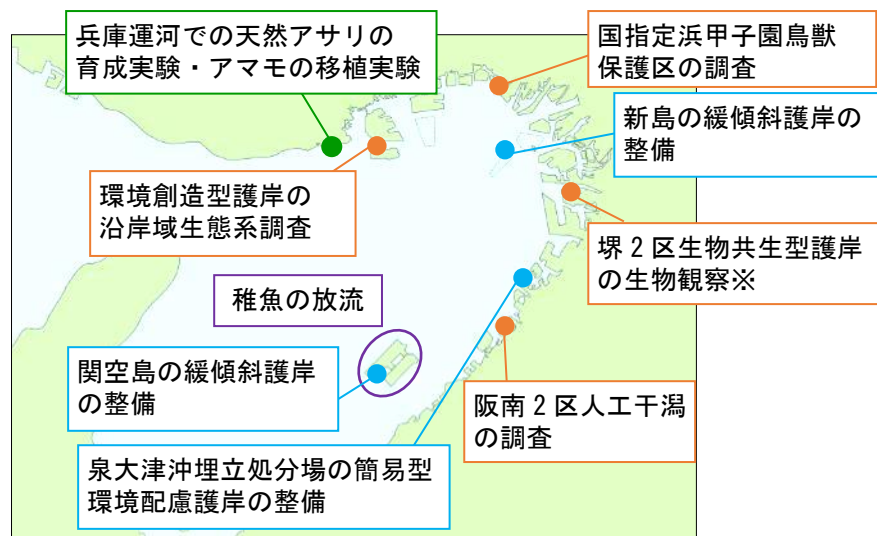 兵庫運河での天然アサリの
育成実験・アマモの移植実験
国指定浜甲子園鳥獣
保護区の調査
新島の緩傾斜護岸の
整備
環境創造型護岸の
沿岸域生態系調査
堺2区生物共生型護岸
の生物観察※
稚魚の放流
関空島の緩傾斜護岸
の整備
阪南2区人工干潟
の調査
泉大津沖埋立処分場の簡易型
環境配慮護岸の整備